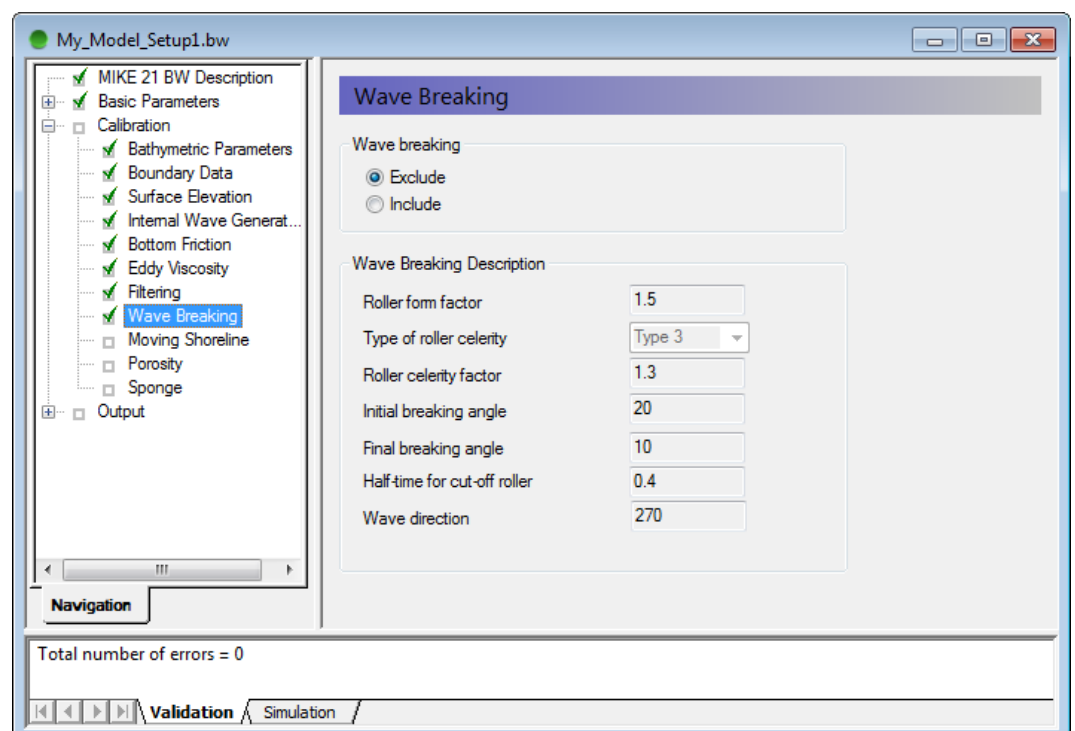 My_Model_Setup1.bw
MIKE 21 BW Description
Basic Parameters
Calibration
Bathymetric Parameters
Boundary Data
Surface Elevation
Internal Wave Generat...
Bottom Friction
Eddy Viscosity
Filtering
Wave Breaking
Moving Shoreline
Porosity
Sponge
Output
Navigation
Wave Breaking
Wave breaking
Exclude
Include
Wave Breaking Description
Roller form factor 1.5
Type of roller celerity Type 3
Roller celerity factor 1.3
Initial breaking angle 20
Final breaking angle 10
Half-time for cut-off roller 0.4
Wave direction 270
Total number of errors = 0
Validation Simulation